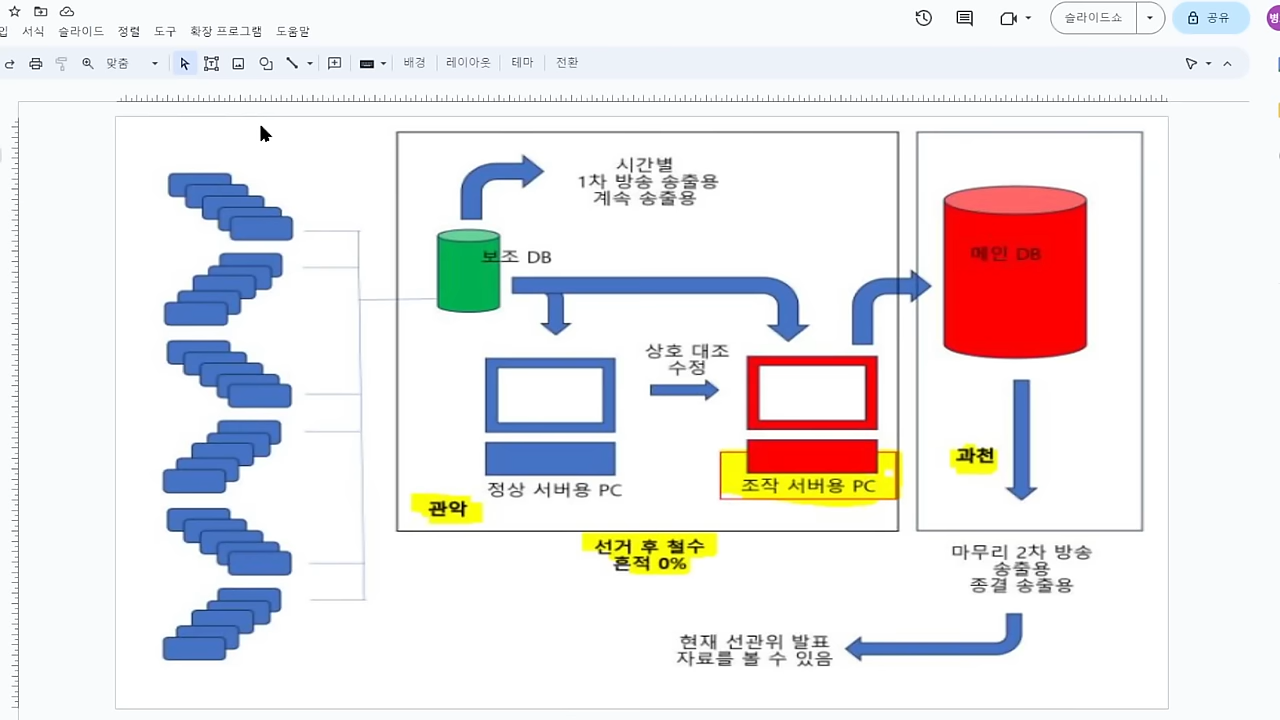 입 서식 슬라이드 정렬 도구 확장 프로그램 도움말
슬라이드쇼
공유
병
맞춤
배경 레이아웃 테마 전환
시간별
1차 방송 송출용
계속 송출용
보조 DB
메인 DB
상호 대조
수정
정상 서버용 PC
조작 서버용 PC
관악
과천
선거 후 철수
흔적 0%
마무리 2차 방송
송출용
종결 송출용
현재 선관위 발표
자료를 볼 수 있음